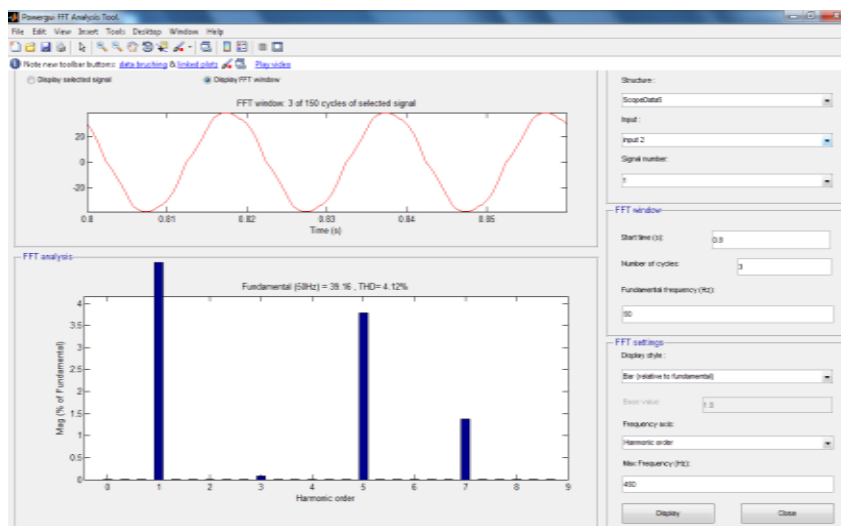 Powergui FFT Analysis Tool.
File Edit View Insert Tools Desktop Window Help
Note new toolbar buttons: data brushing & linked plots Play video
Display selected signal Display FFT window
FFT window: 3 of 150 cycles of selected signal
20
0
-20
0.8 0.81 0.82 0.83 0.84 0.85
Time (s)
FFT analysis
Fundamental (50Hz) = 39.16 , THD= 4.12%
4
3.5
3
2.5
2
1.5
1
0.5
0
Mag (% of Fundamental)
0 1 2 3 4 5 6 7 8 9
Harmonic order
Structure :
ScopeData5
Input :
input 2
Signal number:
1
FFT window
Start time (s): 0.8
Number of cycles: 3
Fundamental frequency (Hz):
50
FFT settings
Display style :
Bar (relative to fundamental)
Base value: 1.0
Frequency axis:
Harmonic order
Max Frequency (Hz):
450
Display Close